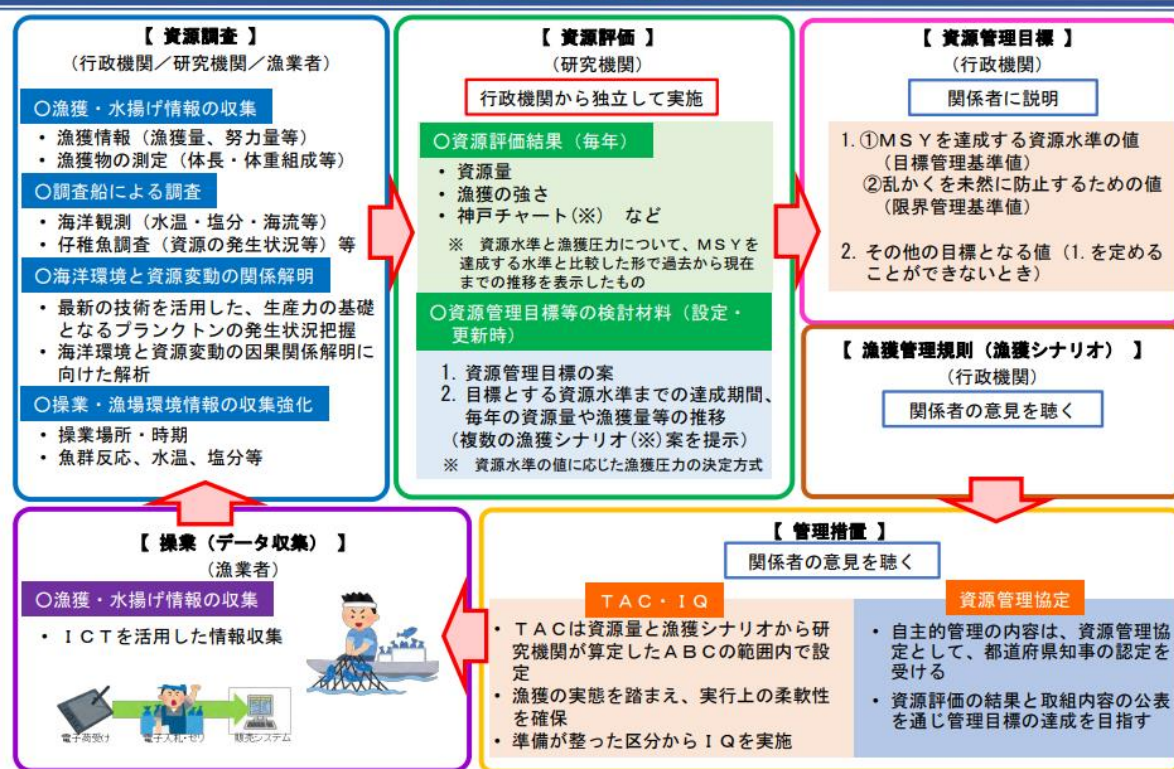 【 資源調査 】
(行政機関/研究機関/漁業者)
○漁獲・水揚げ情報の収集
• 漁獲情報(漁獲量、努力量等)
• 漁獲物の測定(体長・体重組成等)
○調査船による調査
• 海洋観測(水温・塩分・海流等)
• 仔稚魚調査(資源の発生状況等)等
○海洋環境と資源変動の関係解明
• 最新の技術を活用した、生産力の基礎
となるプランクトンの発生状況把握
• 海洋環境と資源変動の因果関係解明に
向けた解析
○操業・漁場環境情報の収集強化
• 操業場所・時期
• 魚群反応、水温、塩分等
【 資源評価 】
(研究機関)
行政機関から独立して実施
○資源評価結果(毎年)
• 資源量
• 漁獲の強さ
• 神戸チャート(※) など
※ 資源水準と漁獲圧力について、MSYを
達成する水準と比較した形で過去から現在
までの推移を表示したもの
○資源管理目標等の検討材料(設定・
更新時)
1. 資源管理目標の案
2. 目標とする資源水準までの達成期間、
毎年の資源量や漁獲量等の推移
(複数の漁獲シナリオ(※)案を提示)
※ 資源水準の値に応じた漁獲圧力の決定方式
【 資源管理目標 】
(行政機関)
関係者に説明
1. ①MSYを達成する資源水準の値
(目標管理基準値)
②乱かくを未然に防止するための値
(限界管理基準値)
2. その他の目標となる値(1. を定める
ことができないとき)
【 漁獲管理規則(漁獲シナリオ) 】
(行政機関)
関係者の意見を聴く
【 管理措置 】
関係者の意見を聴く
TAC・IQ
• TACは資源量と漁獲シナリオから研
究機関が算定したABCの範囲内で設
定
• 漁獲の実態を踏まえ、実行上の柔軟性
を確保
• 準備が整った区分からIQを実施
資源管理協定
• 自主的管理の内容は、資源管理協
定として、都道府県知事の認定を
受ける
• 資源評価の結果と取組内容の公表
を通じ管理目標の達成を目指す
【 操業(データ収集) 】
(漁業者)
○漁獲・水揚げ情報の収集
• ICTを活用した情報収集
電子荷受け
電子入札・セリ
販売システム